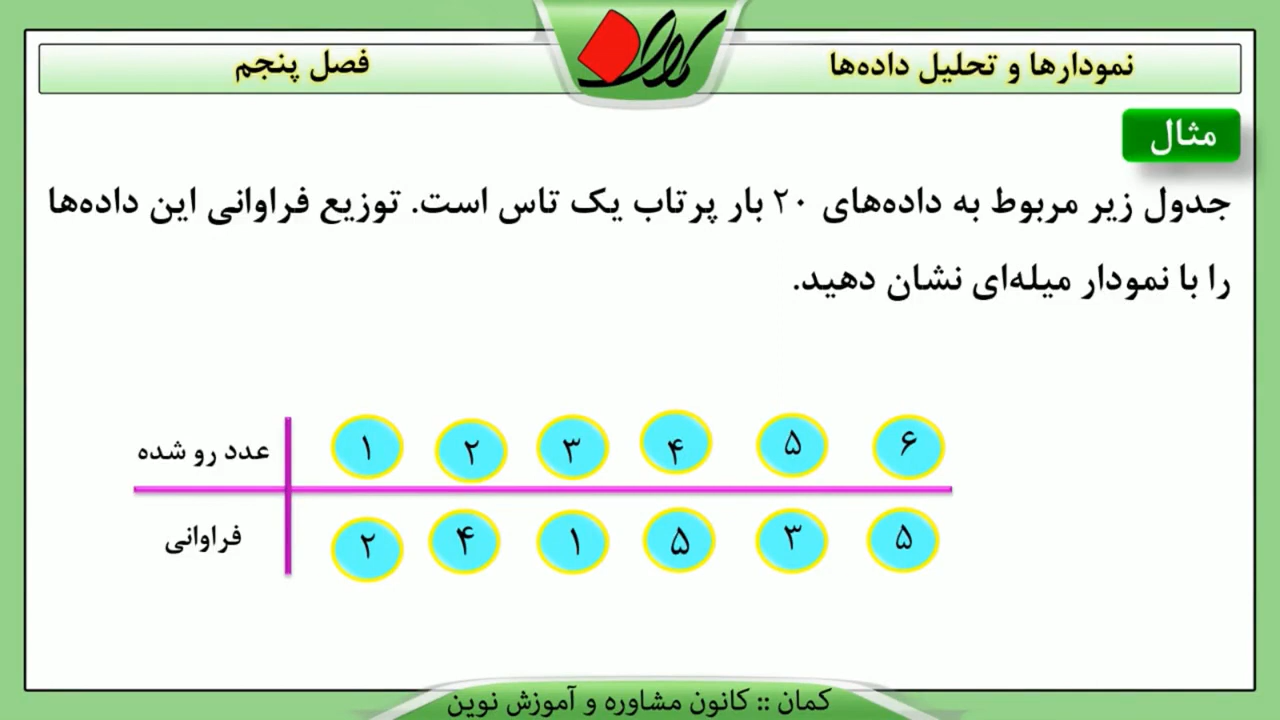 نمودارها و تحلیل داده‌ها
کمان
فصل پنجم
مثال
جدول زیر مربوط به داده‌های ۲۰ بار پرتاب یک تاس است. توزیع فراوانی این داده‌ها
را با نمودار میله‌ای نشان دهید.
عدد رو شده ۱ ۲ ۳ ۴ ۵ ۶
فراوانی ۲ ۴ ۱ ۵ ۳ ۵
کمان :: کانون مشاوره و آموزش نوین